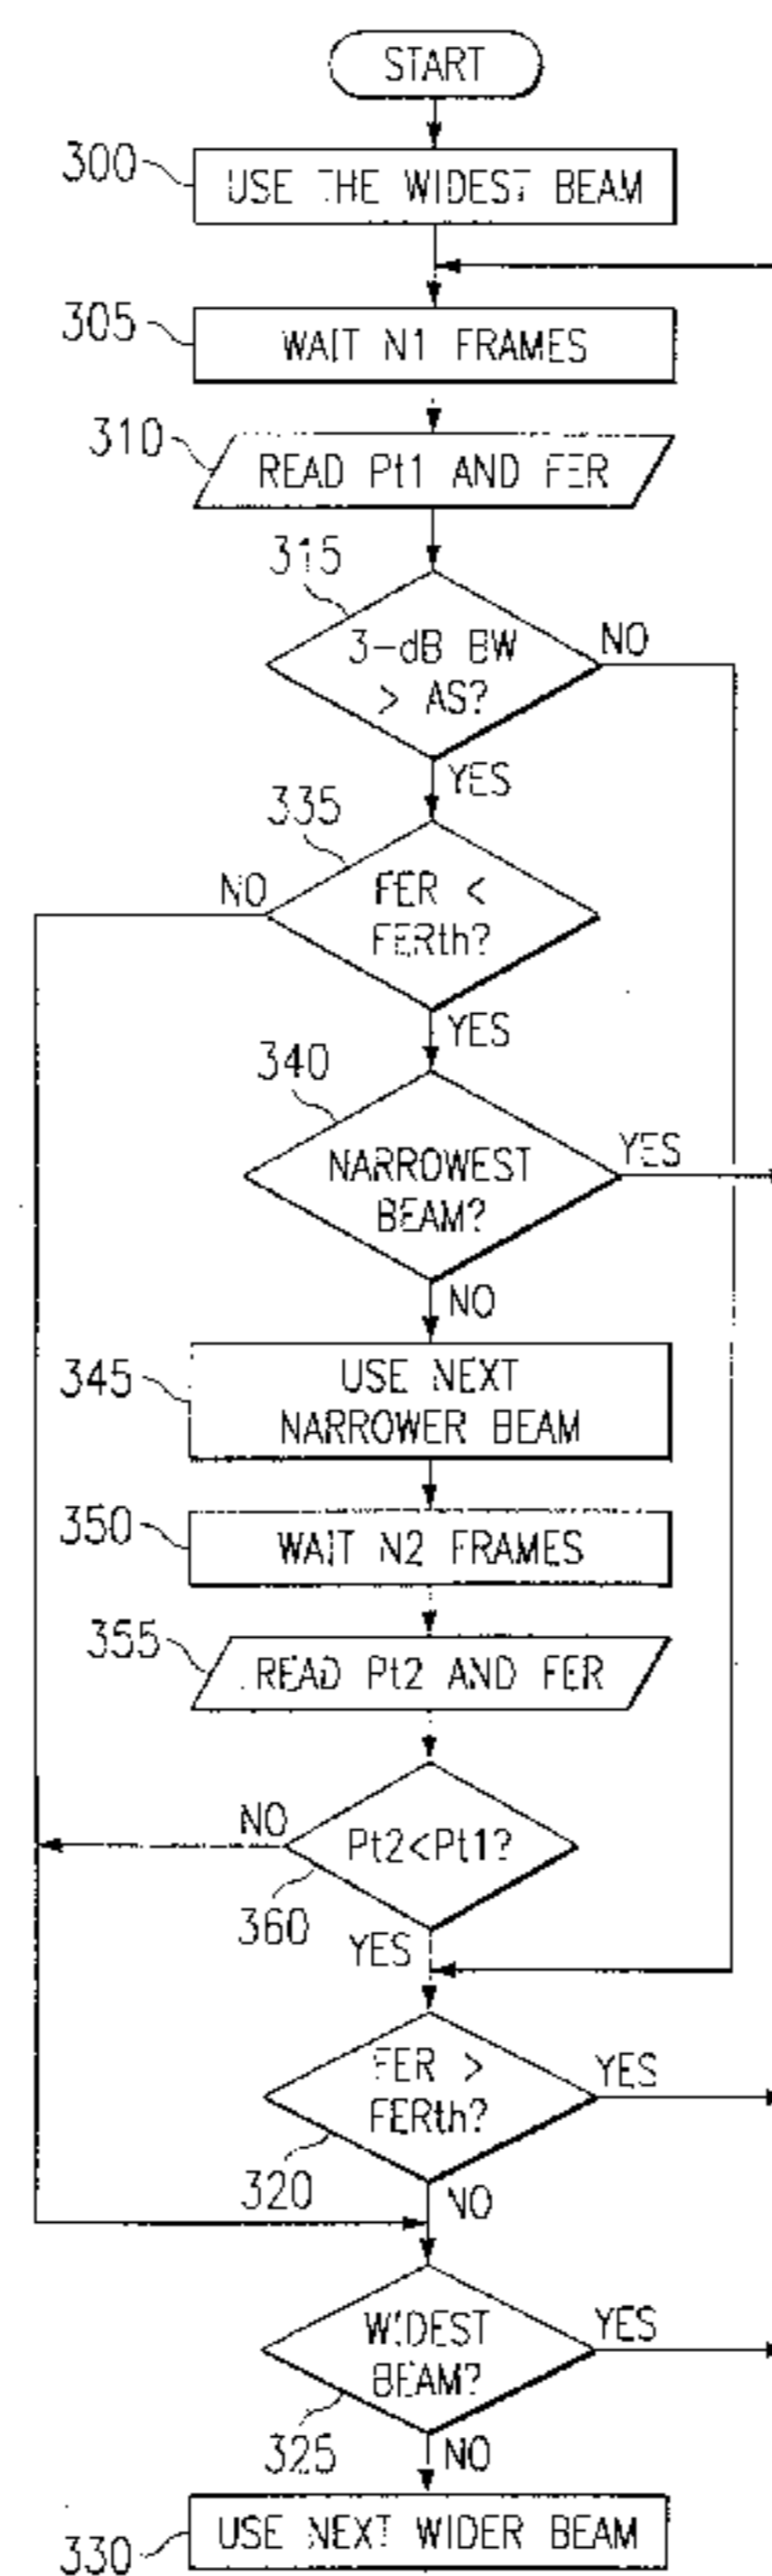 START
300
USE THE WIDEST BEAM
305
WAIT N1 FRAMES
310
READ Pt1 AND FER
315
3-dB BW
> AS?
NO
YES
335
NO
FER <
FERth?
YES
340
NARROWEST
BEAM?
YES
NO
345
USE NEXT
NARROWER BEAM
350
WAIT N2 FRAMES
355
READ Pt2 AND FER
NO
Pt2<Pt1?
360
YES
FER >
FERth?
YES
320
NO
WIDEST
BEAM?
YES
325
NO
330
USE NEXT WIDER BEAM